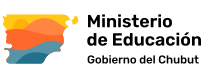 Ministerio
de Educación
Gobierno del Chubut